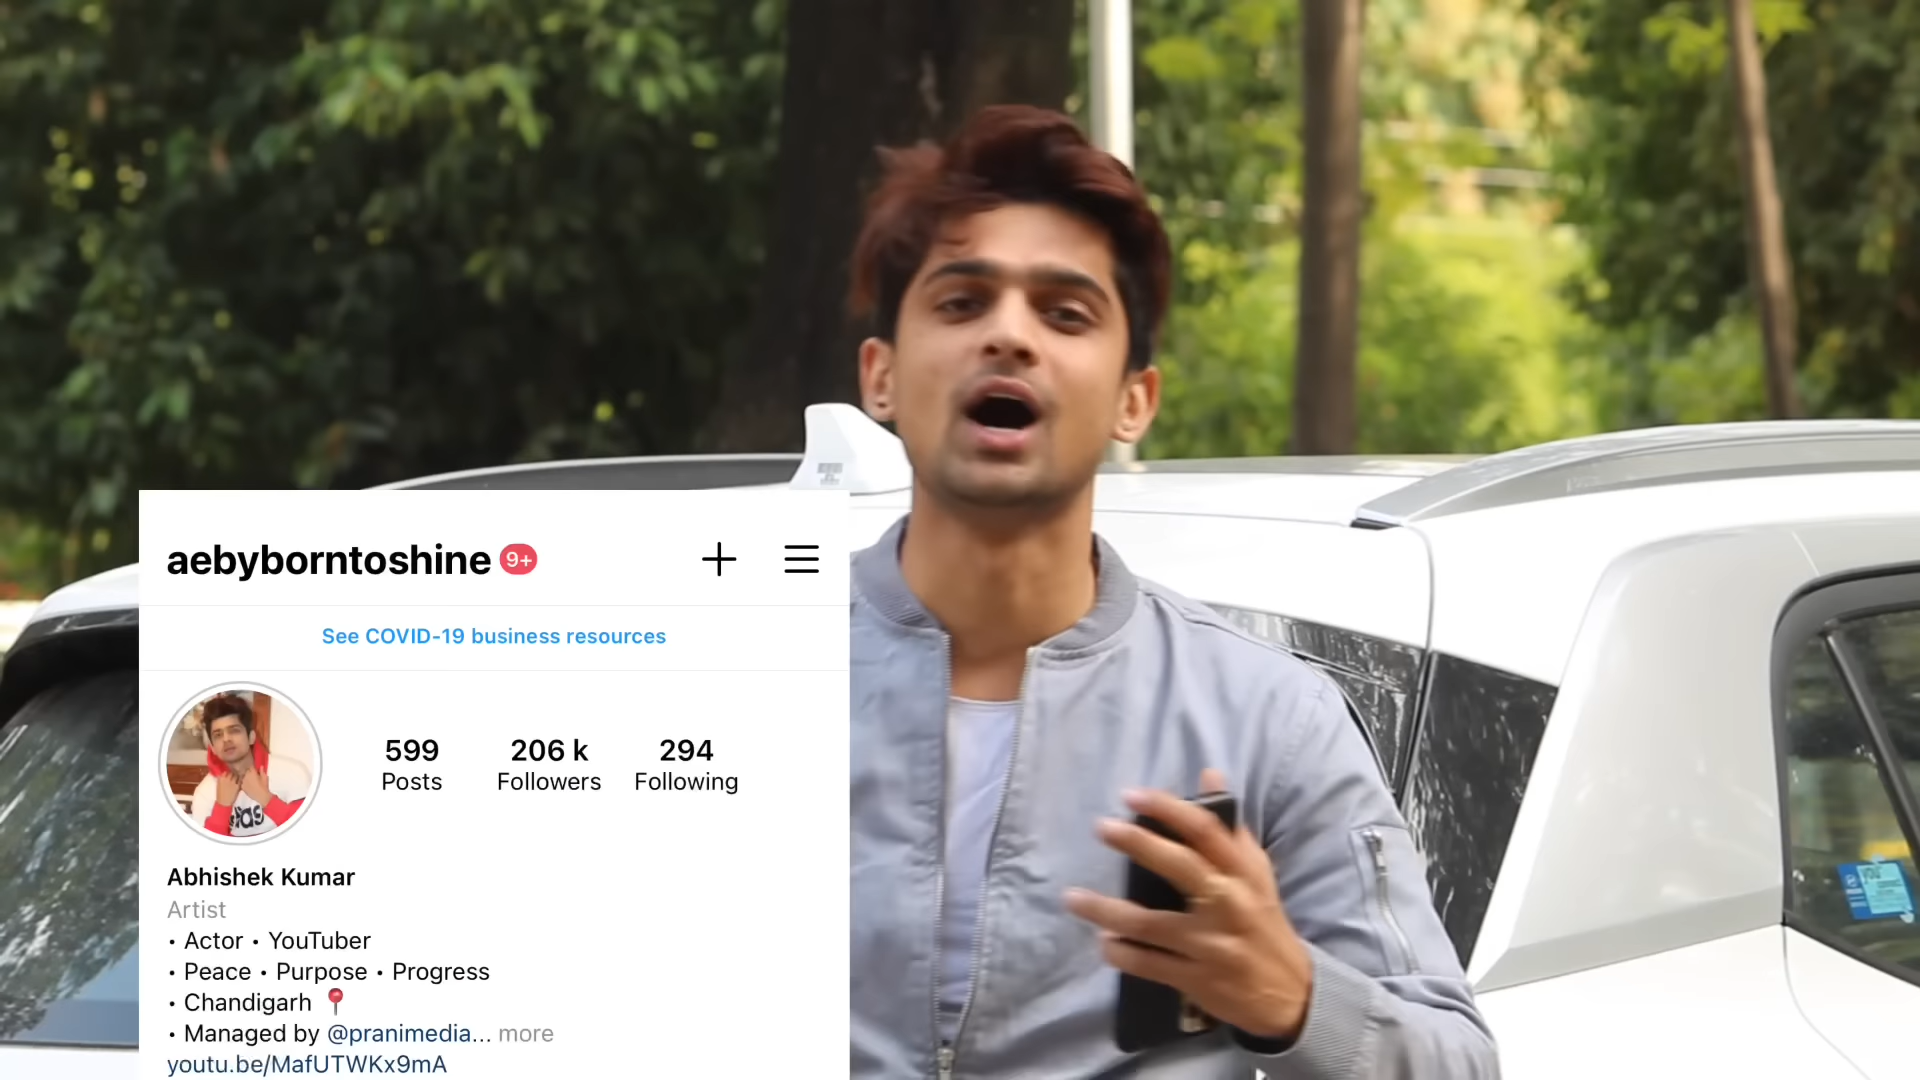 aebyborntoshine 9+
See COVID-19 business resources
599 206 k 294
Posts Followers Following
Abhishek Kumar
Artist
• Actor • YouTuber
• Peace • Purpose • Progress
• Chandigarh 📍
• Managed by @pranimedia... more
youtu.be/MafUTWKx9mA